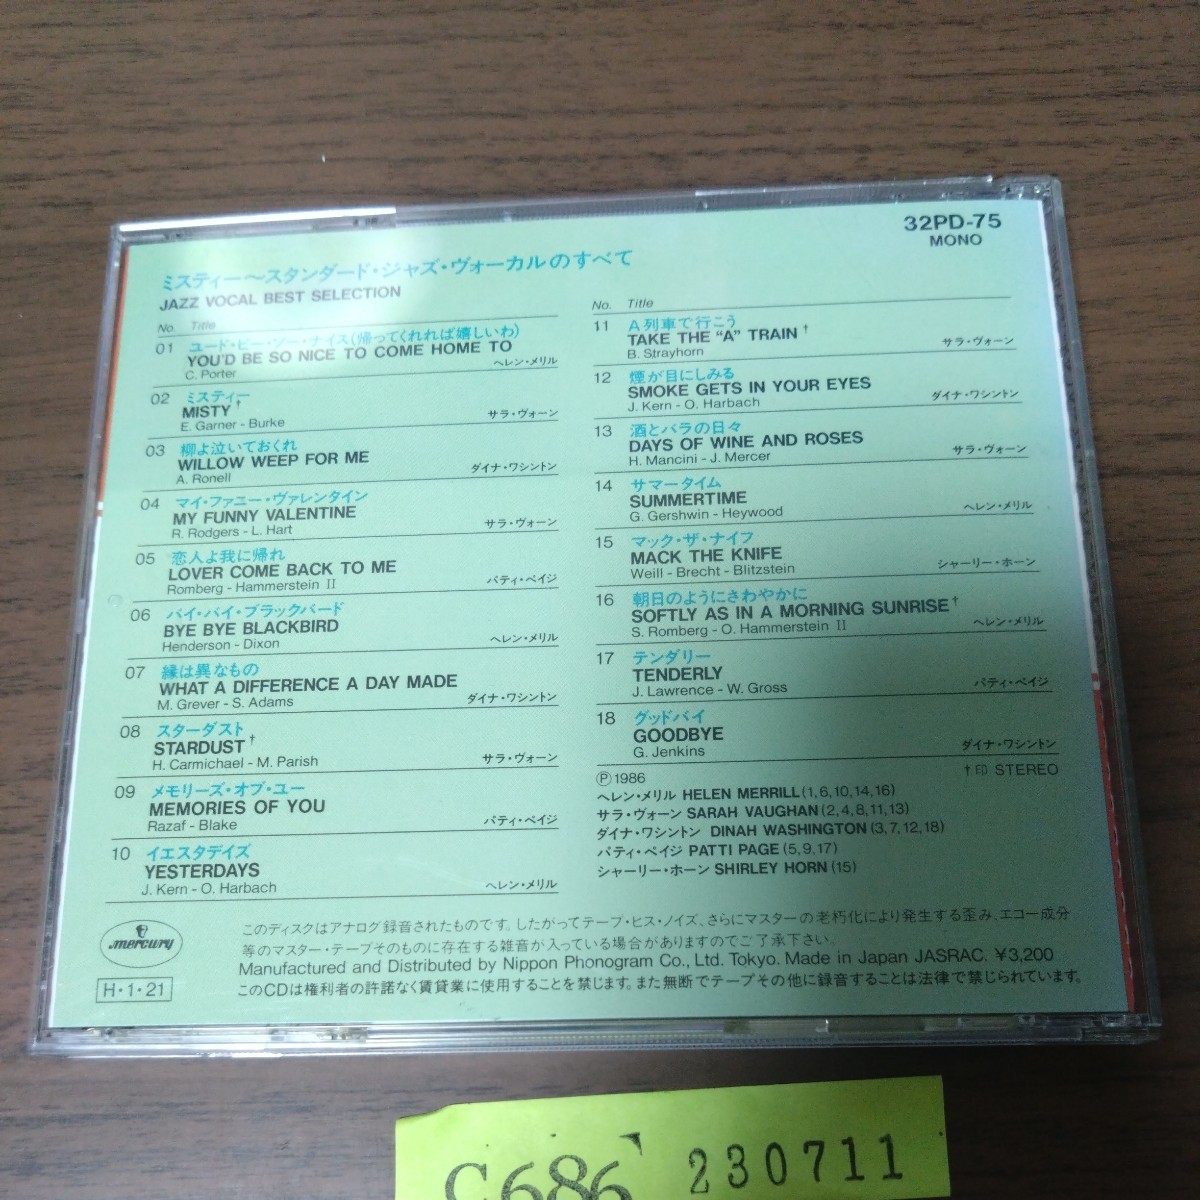 32PD-75
MONO
ミスティー〜スタンダード・ジャズ・ヴォーカルのすべて
JAZZ VOCAL BEST SELECTION
No. Title
01 ユード・ビー・ソー・ナイス(帰ってくれれば嬉しいわ)
YOU'D BE SO NICE TO COME HOME TO
C. Porter ヘレン・メリル
02 ミスティー
MISTY†
E. Garner - Burke サラ・ヴォーン
03 柳よ泣いておくれ
WILLOW WEEP FOR ME
A. Ronell ダイナ・ワシントン
04 マイ・ファニー・ヴァレンタイン
MY FUNNY VALENTINE
R. Rodgers - L. Hart サラ・ヴォーン
05 恋人よ我に帰れ
LOVER COME BACK TO ME
Romberg - Hammerstein II パティ・ペイジ
06 バイ・バイ・ブラックバード
BYE BYE BLACKBIRD
Henderson - Dixon ヘレン・メリル
07 縁は異なもの
WHAT A DIFFERENCE A DAY MADE
M. Grever - S. Adams ダイナ・ワシントン
08 スターダスト
STARDUST†
H. Carmichael - M. Parish サラ・ヴォーン
09 メモリーズ・オブ・ユー
MEMORIES OF YOU
Razaf - Blake パティ・ペイジ
10 イエスタデイズ
YESTERDAYS
J. Kern - O. Harbach ヘレン・メリル
No. Title
11 A列車で行こう
TAKE THE “A” TRAIN†
B. Strayhorn サラ・ヴォーン
12 煙が目にしみる
SMOKE GETS IN YOUR EYES
J. Kern - O. Harbach ダイナ・ワシントン
13 酒とバラの日々
DAYS OF WINE AND ROSES
H. Mancini - J. Mercer サラ・ヴォーン
14 サマータイム
SUMMERTIME
G. Gershwin - Heywood ヘレン・メリル
15 マック・ザ・ナイフ
MACK THE KNIFE
Weill - Brecht - Blitzstein シャーリー・ホーン
16 朝日のようにさわやかに
SOFTLY AS IN A MORNING SUNRISE†
S. Romberg - O. Hammerstein II ヘレン・メリル
17 テンダリー
TENDERLY
J. Lawrence - W. Gross パティ・ペイジ
18 グッドバイ
GOODBYE
G. Jenkins ダイナ・ワシントン
Ⓟ1986 †印 STEREO
ヘレン・メリル HELEN MERRILL(1,6,10,14,16)
サラ・ヴォーン SARAH VAUGHAN(2,4,8,11,13)
ダイナ・ワシントン DINAH WASHINGTON(3,7,12,18)
パティ・ペイジ PATTI PAGE(5,9,17)
シャーリー・ホーン SHIRLEY HORN(15)
mercury
H・1・21
このディスクはアナログ録音されたものです。したがってテープ・ヒス・ノイズ、さらにマスターの老朽化により発生する歪み、エコー成分
等のマスター・テープそのものに存在する雑音が入っている場合がありますのでご了承下さい。
Manufactured and Distributed by Nippon Phonogram Co., Ltd. Tokyo. Made in Japan JASRAC. ¥3,200
このCDは権利者の許諾なく賃貸業に使用することを禁じます。また無断でテープその他に録音することは法律で禁じられています。
C686 230711